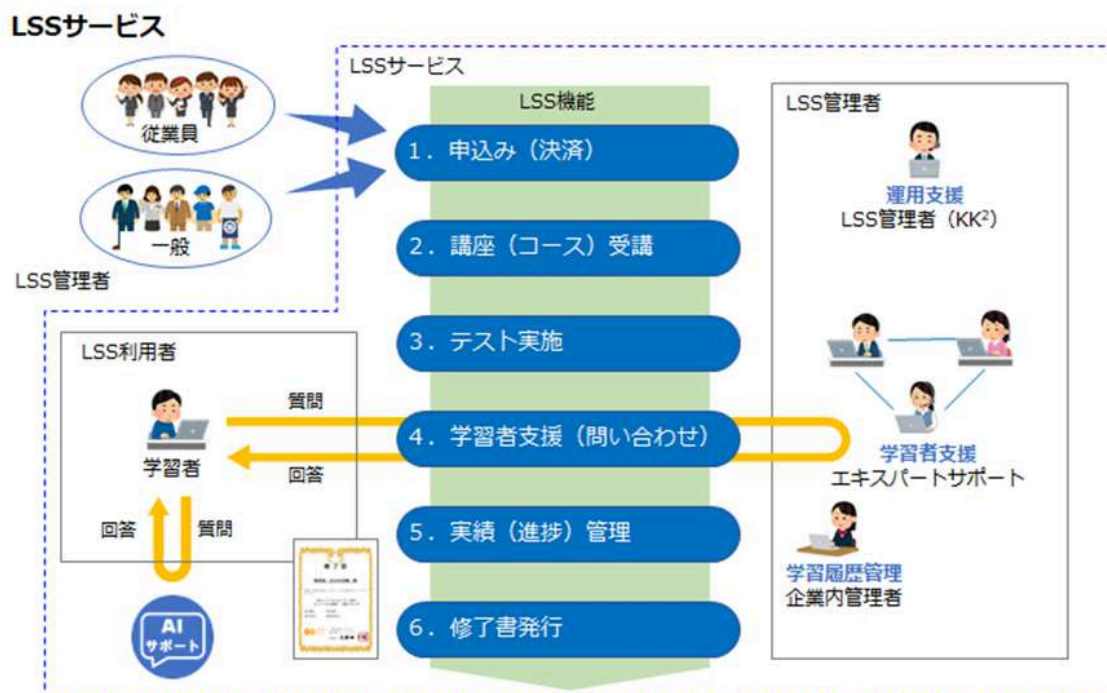 LSSサービス
LSSサービス
LSS機能
LSS管理者
従業員
一般
LSS管理者
1．申込み（決済）
2．講座（コース）受講
3．テスト実施
4．学習者支援（問い合わせ）
5．実績（進捗）管理
6．修了書発行
運用支援
LSS管理者（KK²）
LSS利用者
学習者
質問
回答
回答
質問
AI
サポート
修了証
学習者支援
エキスパートサポート
学習履歴管理
企業内管理者